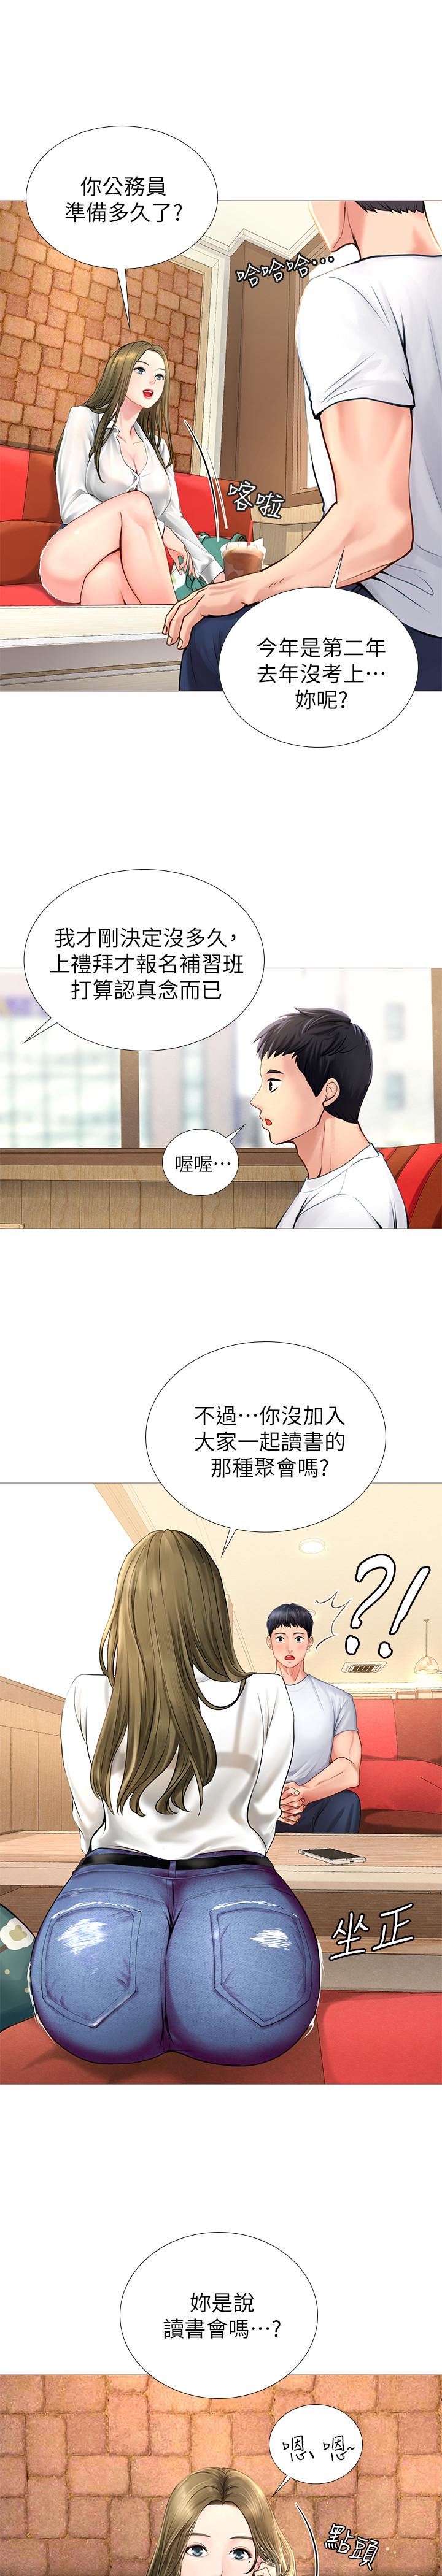 你公務員
準備多久了?
哈哈哈…
喀啦
今年是第二年
去年沒考上…
妳呢?
我才剛決定沒多久,
上禮拜才報名補習班
打算認真念而已
喔喔…
不過…你沒加入
大家一起讀書的
那種聚會嗎?
?!
坐正
妳是說
讀書會嗎…?
嗯、嗯~
點頭